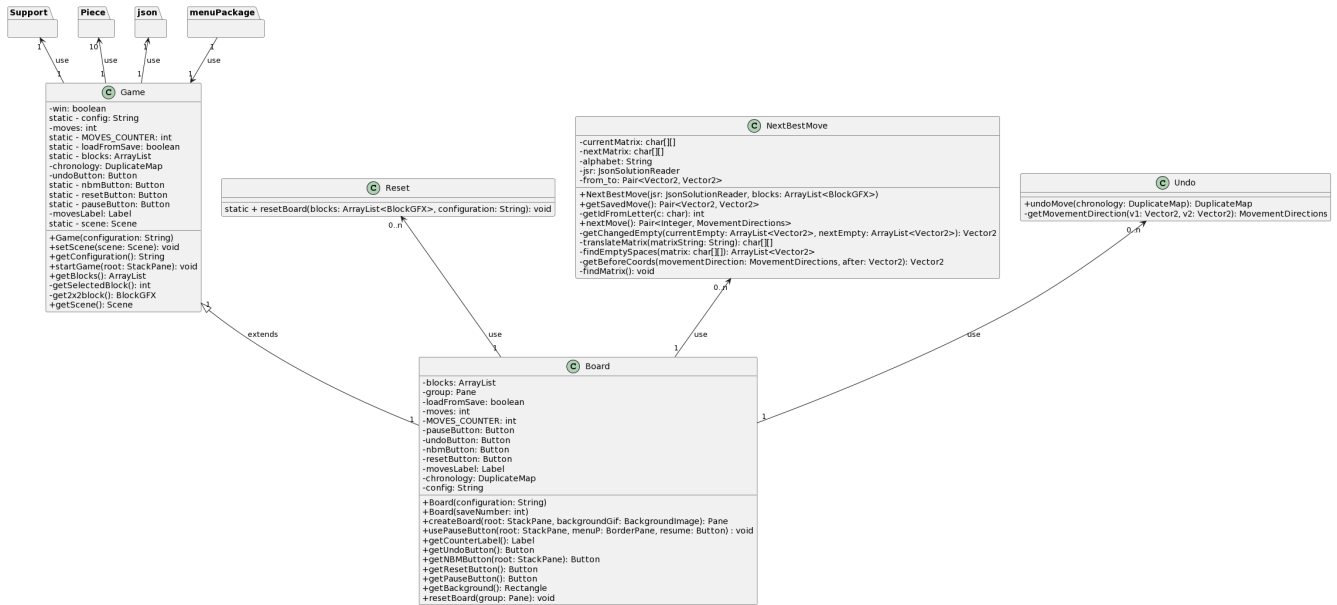 Support
Piece
json
menuPackage
1
10
1
1
use
use
use
use
1
1
1
1
C Game
-win: boolean
static - config: String
-moves: int
static - MOVES_COUNTER: int
static - loadFromSave: boolean
static - blocks: ArrayList
-chronology: DuplicateMap
-undoButton: Button
static - nbmButton: Button
static - resetButton: Button
static - pauseButton: Button
-movesLabel: Label
static - scene: Scene
+Game(configuration: String)
+setScene(scene: Scene): void
+getConfiguration(): String
+startGame(root: StackPane): void
+getBlocks(): ArrayList
-getSelectedBlock(): int
-get2x2block(): BlockGFX
+getScene(): Scene
C Reset
static + resetBoard(blocks: ArrayList<BlockGFX>, configuration: String): void
C NextBestMove
-currentMatrix: char[][]
-nextMatrix: char[][]
-alphabet: String
-jsr: JsonSolutionReader
-from_to: Pair<Vector2, Vector2>
+NextBestMove(jsr: JsonSolutionReader, blocks: ArrayList<BlockGFX>)
+getSavedMove(): Pair<Vector2, Vector2>
-getIdFromLetter(c: char): int
+nextMove(): Pair<Integer, MovementDirections>
-getChangedEmpty(currentEmpty: ArrayList<Vector2>, nextEmpty: ArrayList<Vector2>): Vector2
-translateMatrix(matrixString: String): char[][]
-findEmptySpaces(matrix: char[][]): ArrayList<Vector2>
-getBeforeCoords(movementDirection: MovementDirections, after: Vector2): Vector2
-findMatrix(): void
C Undo
+undoMove(chronology: DuplicateMap): DuplicateMap
-getMovementDirection(v1: Vector2, v2: Vector2): MovementDirections
1
0..n
0..n
0..n
extends
use
use
use
1
1
1
1
C Board
-blocks: ArrayList
-group: Pane
-loadFromSave: boolean
-moves: int
-MOVES_COUNTER: int
-pauseButton: Button
-undoButton: Button
-nbmButton: Button
-resetButton: Button
-movesLabel: Label
-chronology: DuplicateMap
-config: String
+Board(configuration: String)
+Board(saveNumber: int)
+createBoard(root: StackPane, backgroundGif: BackgroundImage): Pane
+usePauseButton(root: StackPane, menuP: BorderPane, resume: Button) : void
+getCounterLabel(): Label
+getUndoButton(): Button
+getNBMButton(root: StackPane): Button
+getResetButton(): Button
+getPauseButton(): Button
+getBackground(): Rectangle
+resetBoard(group: Pane): void